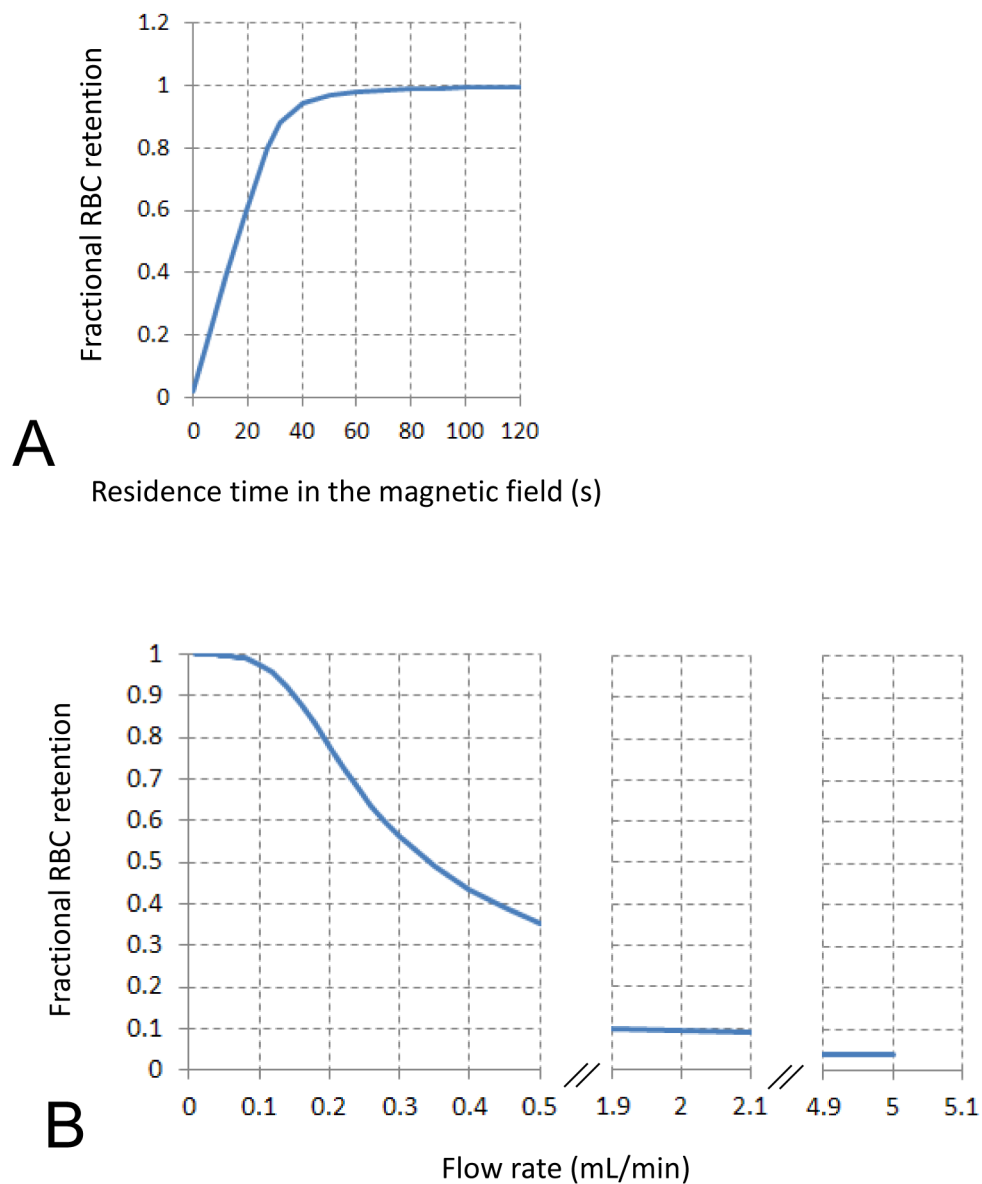 1.2
1
0.8
0.6
0.4
0.2
0
Fractional RBC retention
0 20 40 60 80 100 120
A
Residence time in the magnetic field (s)
1
0.9
0.8
0.7
0.6
0.5
0.4
0.3
0.2
0.1
0
Fractional RBC retention
0 0.1 0.2 0.3 0.4 0.5 1.9 2 2.1 4.9 5 5.1
B
Flow rate (mL/min)